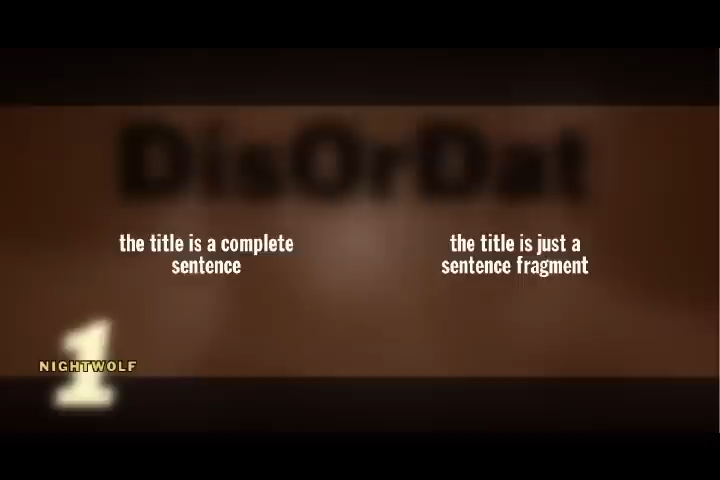 DisOrDat
the title is a complete
sentence
the title is just a
sentence fragment
NIGHTWOLF
1